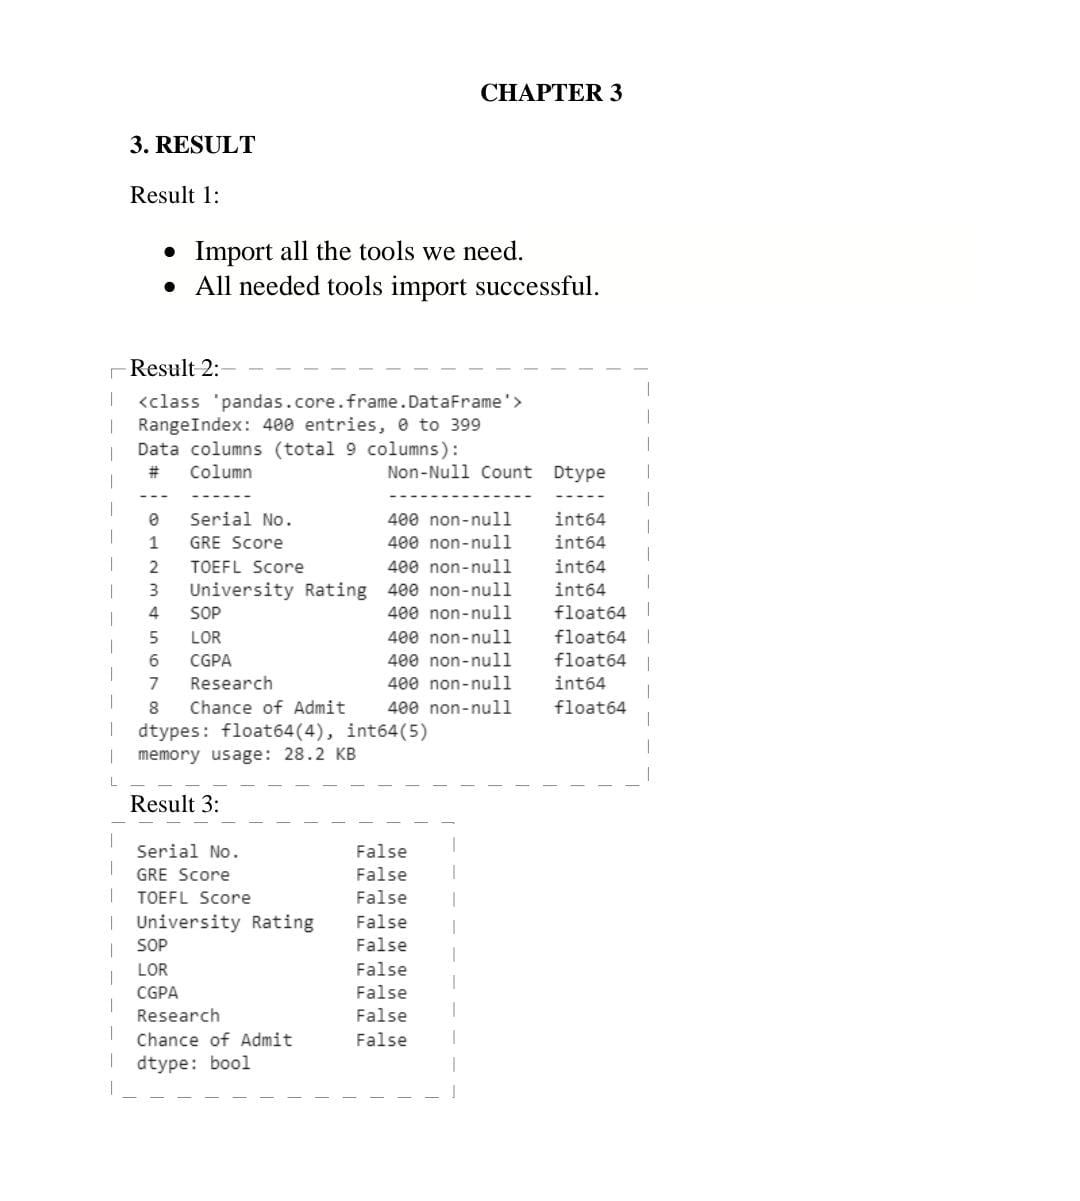 CHAPTER 3
3. RESULT
Result 1:
• Import all the tools we need.
• All needed tools import successful.
Result 2:
<class 'pandas.core.frame.DataFrame'>
RangeIndex: 400 entries, 0 to 399
Data columns (total 9 columns):
#   Column             Non-Null Count  Dtype
---  ------             --------------  -----
0   Serial No.         400 non-null    int64
1   GRE Score          400 non-null    int64
2   TOEFL Score        400 non-null    int64
3   University Rating  400 non-null    int64
4   SOP                400 non-null    float64
5   LOR                400 non-null    float64
6   CGPA               400 non-null    float64
7   Research           400 non-null    int64
8   Chance of Admit    400 non-null    float64
dtypes: float64(4), int64(5)
memory usage: 28.2 KB
Result 3:
Serial No.           False
GRE Score            False
TOEFL Score          False
University Rating    False
SOP                  False
LOR                  False
CGPA                 False
Research             False
Chance of Admit      False
dtype: bool